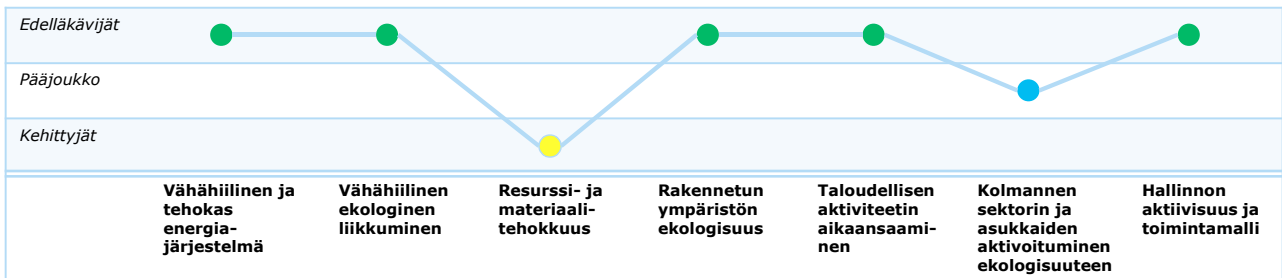 Edelläkävijät
Pääjoukko
Kehittyjät
Vähähiilinen ja
tehokas
energia-
järjestelmä
Vähähiilinen
ekologinen
liikkuminen
Resurssi- ja
materiaali-
tehokkuus
Rakennetun
ympäristön
ekologisuus
Taloudellisen
aktiviteetin
aikaansaami-
nen
Kolmannen
sektorin ja
asukkaiden
aktivoituminen
ekologisuuteen
Hallinnon
aktiivisuus ja
toimintamalli